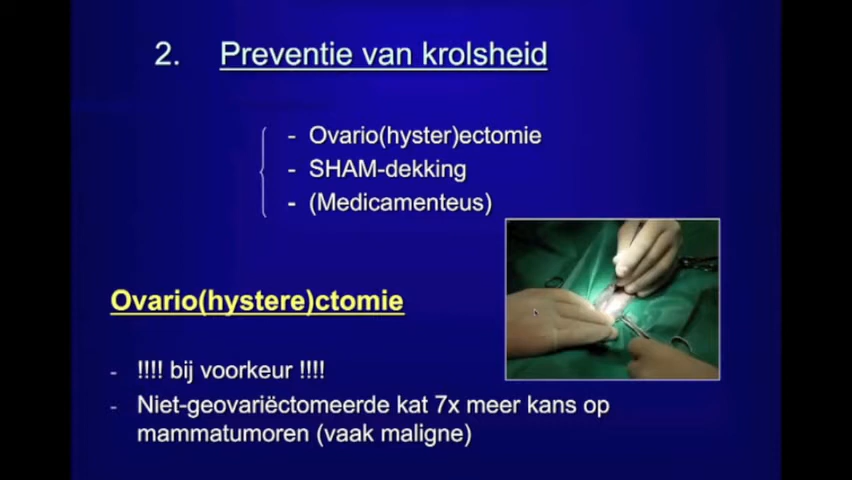 2. Preventie van krolsheid
- Ovario(hyster)ectomie
- SHAM-dekking
- (Medicamenteus)
Ovario(hystere)ctomie
- !!!! bij voorkeur !!!!
- Niet-geovariëctomeerde kat 7x meer kans op
mammatumoren (vaak maligne)